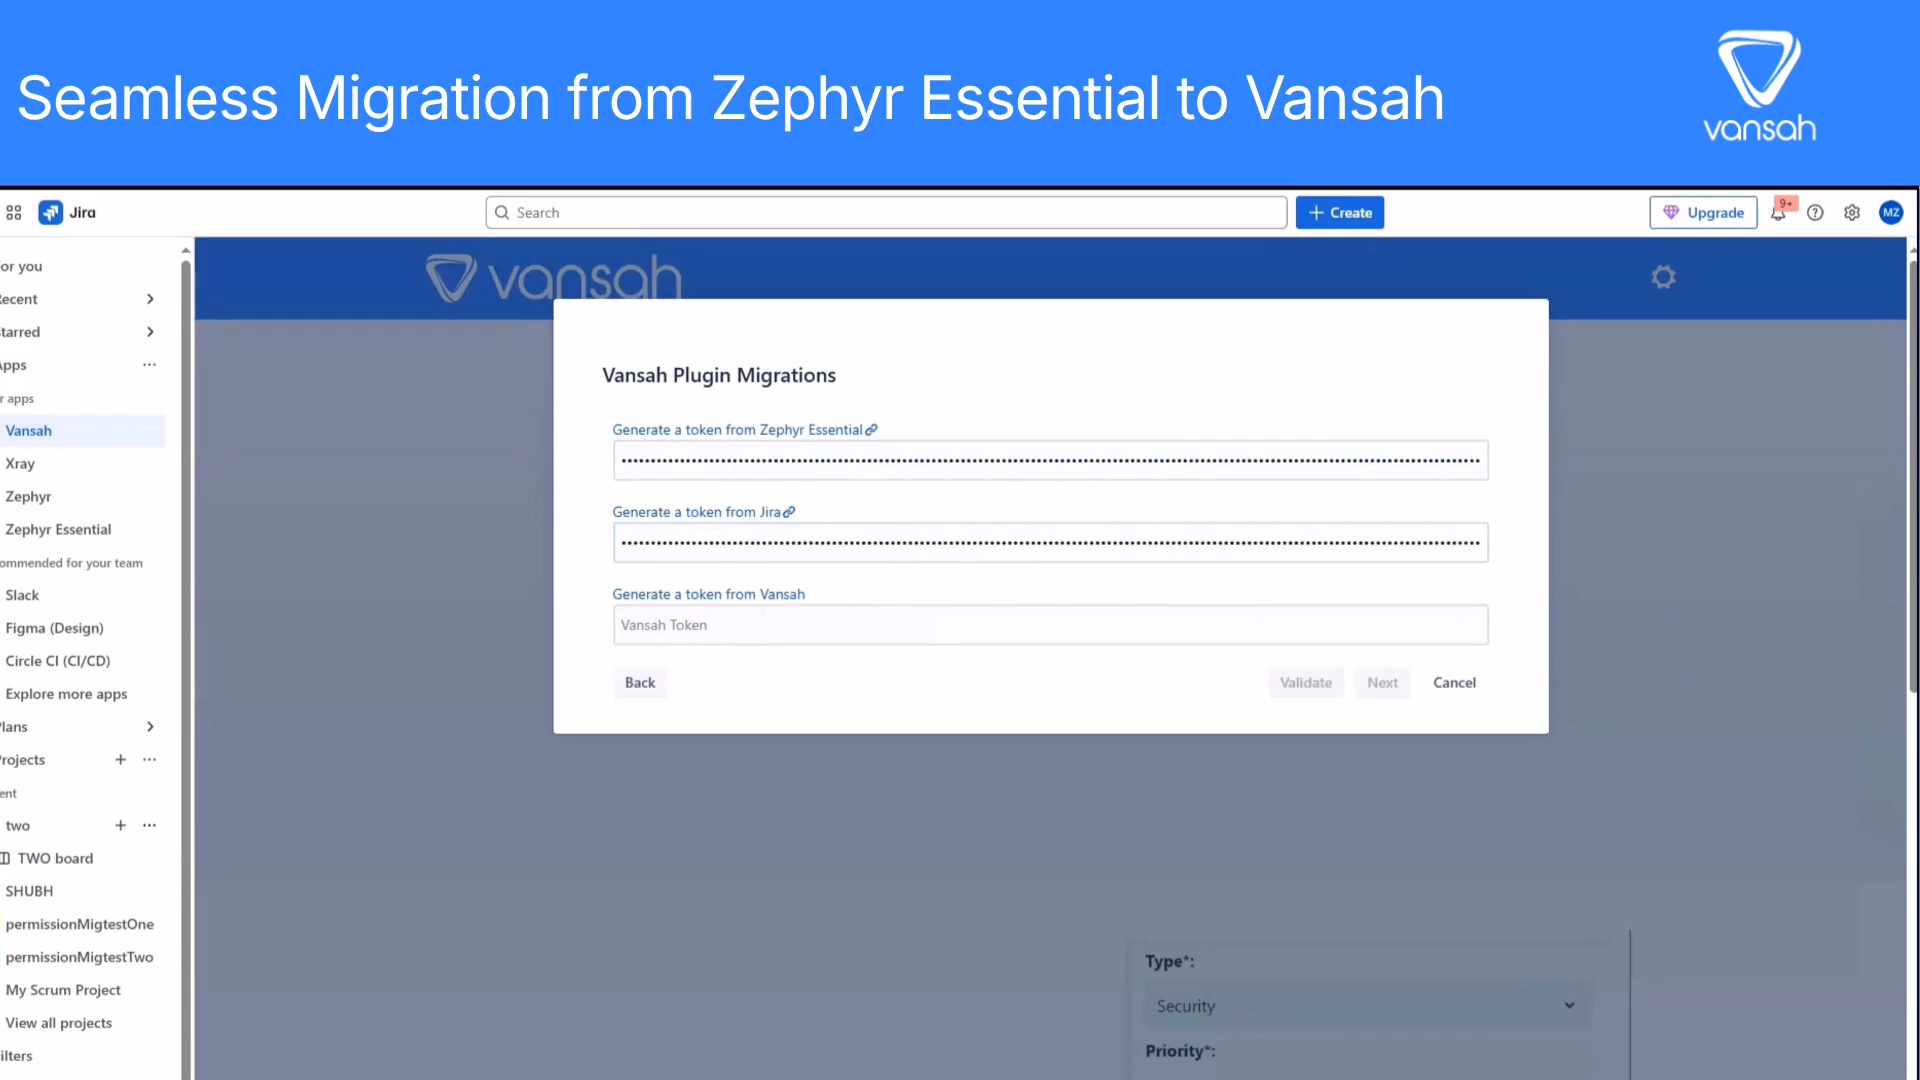 Seamless Migration from Zephyr Essential to Vansah
vansah
Jira
Search
+ Create
Upgrade
9+
MZ
or you
ecent
tarred
pps
r apps
Vansah
Xray
Zephyr
Zephyr Essential
ommended for your team
Slack
Figma (Design)
Circle CI (CI/CD)
Explore more apps
lans
rojects
ent
two
TWO board
SHUBH
permissionMigtestOne
permissionMigtestTwo
My Scrum Project
View all projects
ilters
vansah
Vansah Plugin Migrations
Generate a token from Zephyr Essential
Generate a token from Jira
Generate a token from Vansah
Vansah Token
Back
Validate
Next
Cancel
Type*:
Security
Priority*: